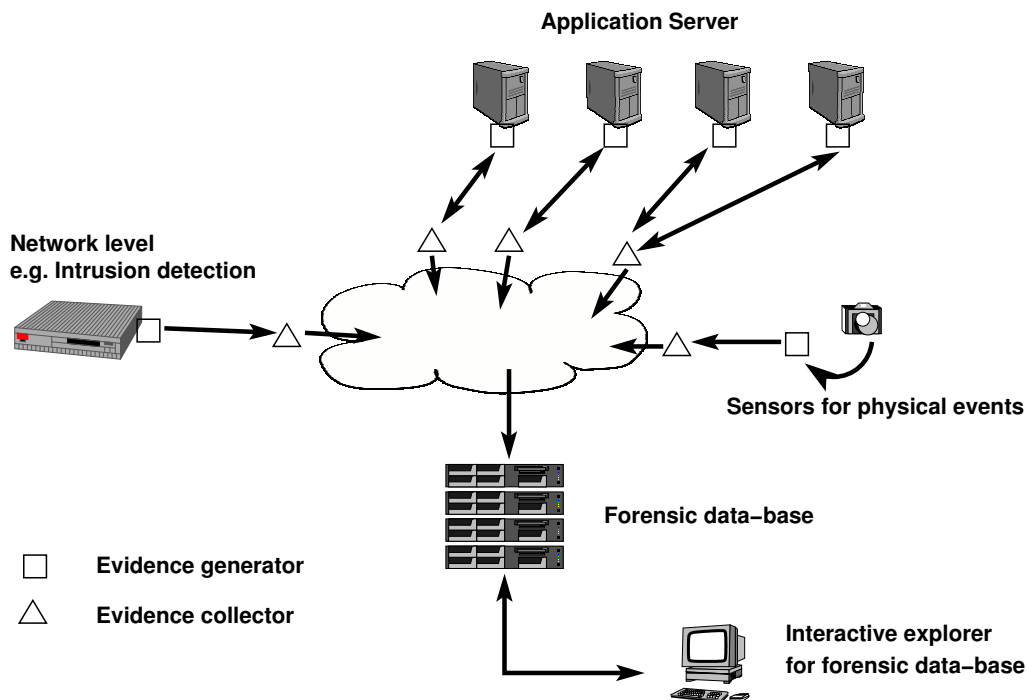 Application Server
Network level
e.g. Intrusion detection
Sensors for physical events
Forensic data−base
Evidence generator
Evidence collector
Interactive explorer
for forensic data−base